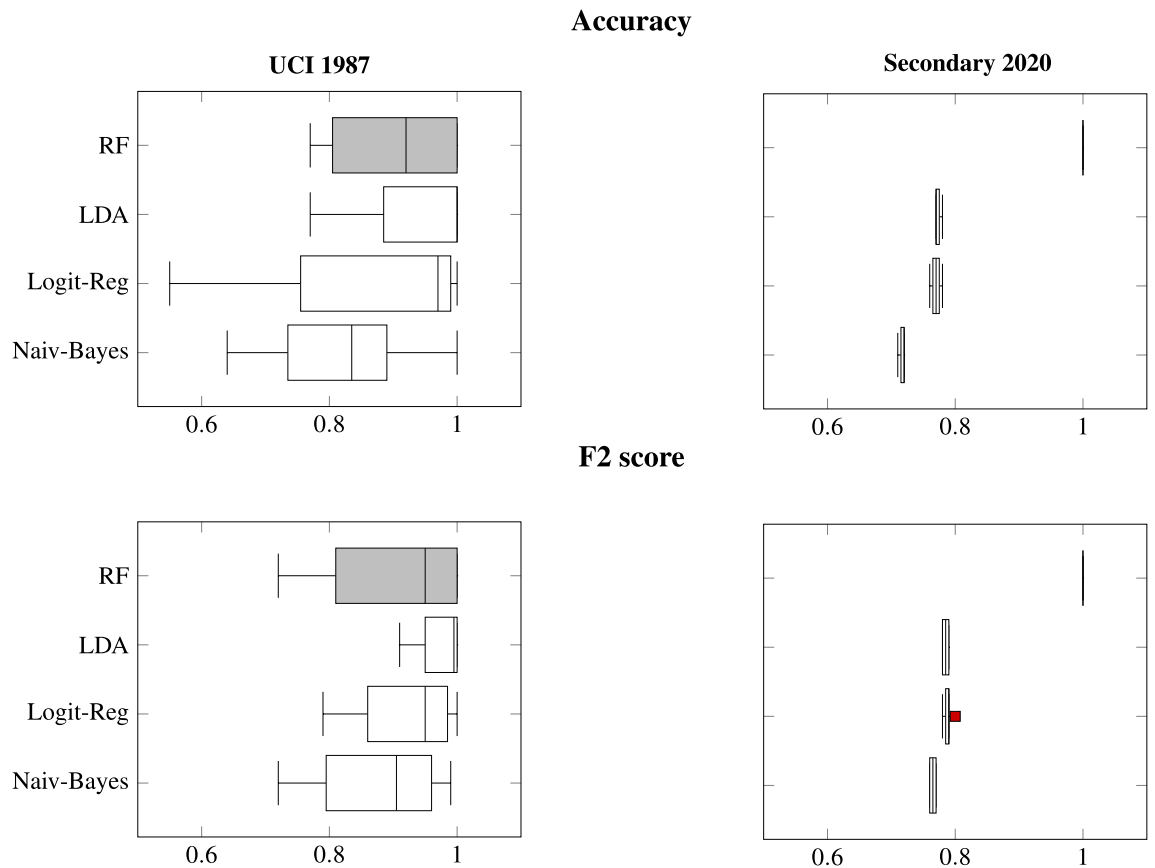 Accuracy
UCI 1987
Secondary 2020
RF
LDA
Logit-Reg
Naiv-Bayes
0.6 0.8 1
0.6 0.8 1
F2 score
RF
LDA
Logit-Reg
Naiv-Bayes
0.6 0.8 1
0.6 0.8 1